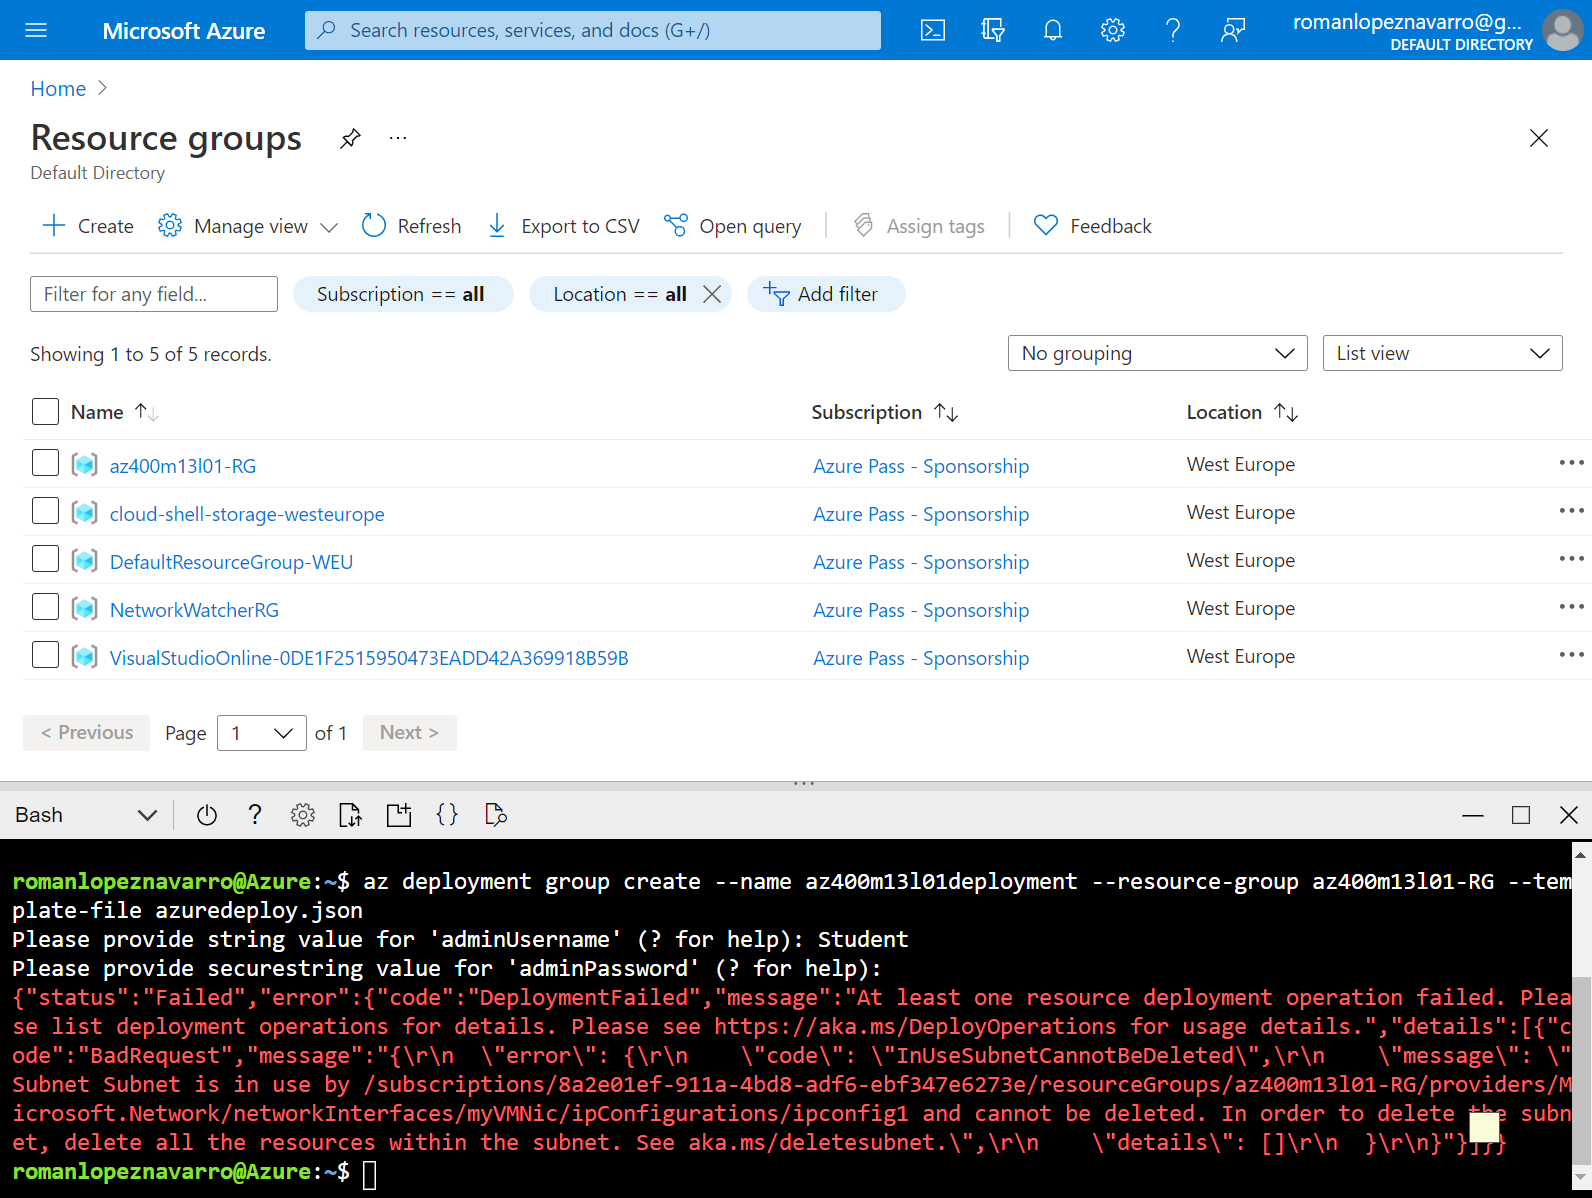 Microsoft Azure
Search resources, services, and docs (G+/)
romanlopeznavarro@g...
DEFAULT DIRECTORY
Home
Resource groups
Default Directory
Create
Manage view
Refresh
Export to CSV
Open query
Assign tags
Feedback
Filter for any field...
Subscription == all
Location == all
Add filter
Showing 1 to 5 of 5 records.
No grouping
List view
Name Subscription Location
az400m13l01-RG Azure Pass - Sponsorship West Europe
cloud-shell-storage-westeurope Azure Pass - Sponsorship West Europe
DefaultResourceGroup-WEU Azure Pass - Sponsorship West Europe
NetworkWatcherRG Azure Pass - Sponsorship West Europe
VisualStudioOnline-0DE1F2515950473EADD42A369918B59B Azure Pass - Sponsorship West Europe
< Previous Page 1 of 1 Next >
Bash
romanlopeznavarro@Azure:~$ az deployment group create --name az400m13l01deployment --resource-group az400m13l01-RG --tem
plate-file azuredeploy.json
Please provide string value for 'adminUsername' (? for help): Student
Please provide securestring value for 'adminPassword' (? for help):
{"status":"Failed","error":{"code":"DeploymentFailed","message":"At least one resource deployment operation failed. Plea
se list deployment operations for details. Please see https://aka.ms/DeployOperations for usage details.","details":[{"c
ode":"BadRequest","message":"{\r\n  \"error\": {\r\n    \"code\": \"InUseSubnetCannotBeDeleted\",\r\n    \"message\": \"
Subnet Subnet is in use by /subscriptions/8a2e01ef-911a-4bd8-adf6-ebf347e6273e/resourceGroups/az400m13l01-RG/providers/M
icrosoft.Network/networkInterfaces/myVMNic/ipConfigurations/ipconfig1 and cannot be deleted. In order to delete the subn
et, delete all the resources within the subnet. See aka.ms/deletesubnet.\",\r\n    \"details\": []\r\n  }\r\n}"}]}}
romanlopeznavarro@Azure:~$